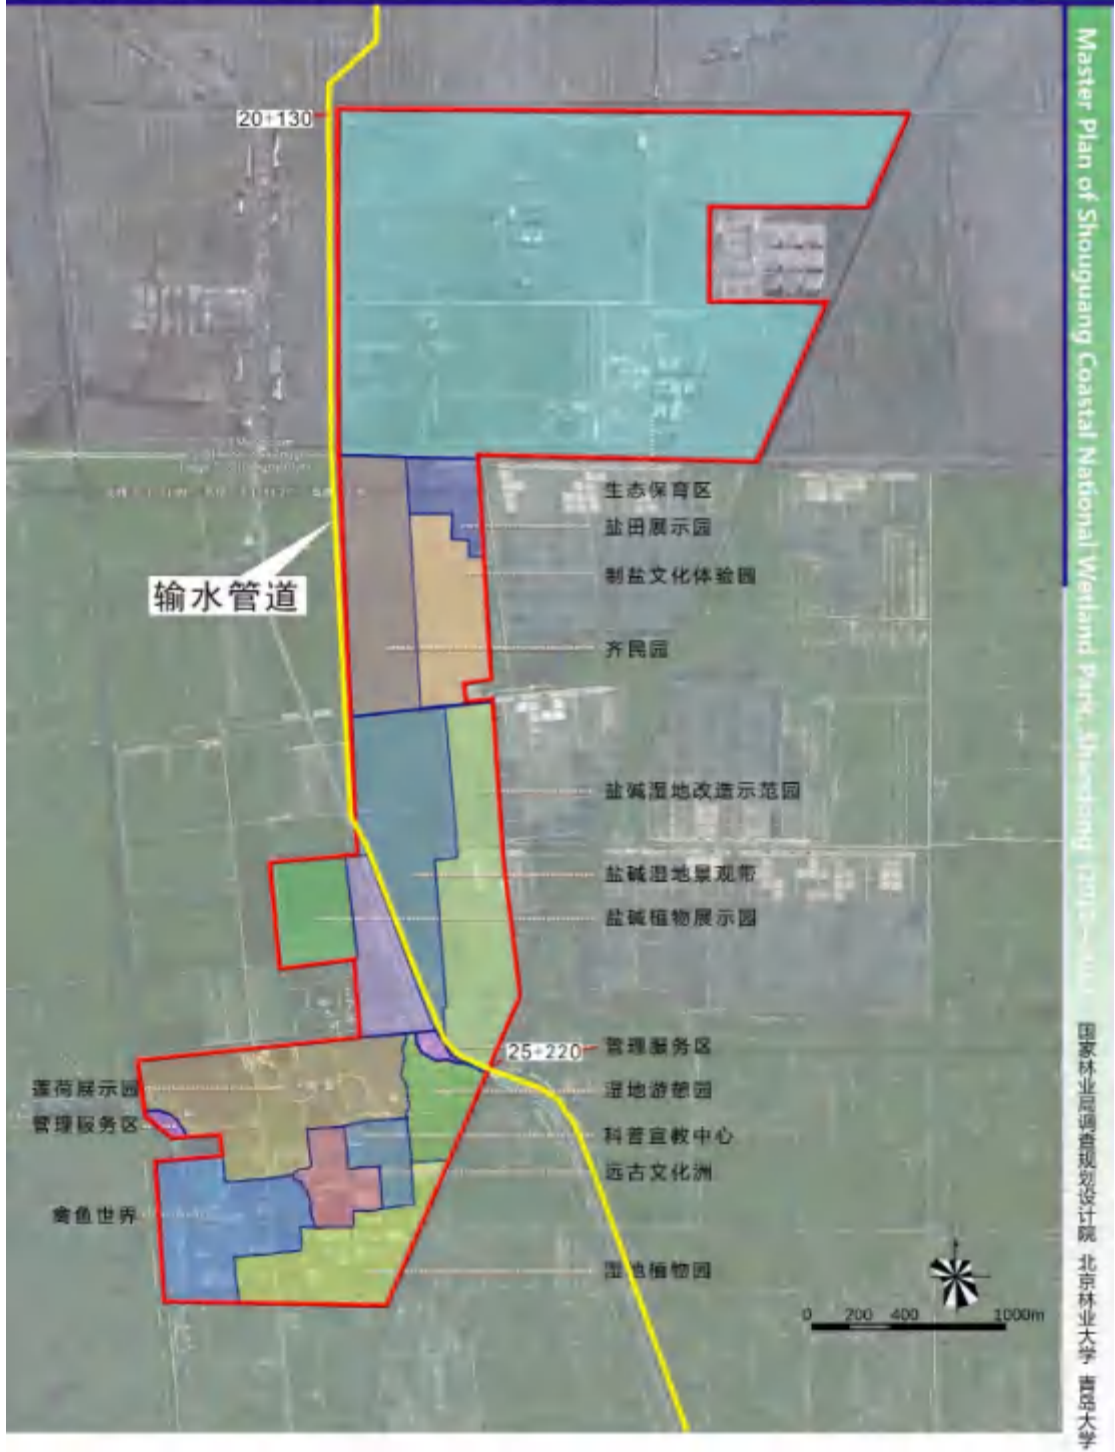 20+130
生态保育区
盐田展示园
制盐文化体验园
输水管道
齐民园
盐碱湿地改造示范园
盐碱湿地景观带
盐碱植物展示园
25+220
管理服务区
莲荷展示园
湿地游憩园
管理服务区
科普宣教中心
远古文化洲
禽鱼世界
湿地植物园
0 200 400 1000m
Master Plan of Shouguang Coastal National Wetland Park, Shandong
国家林业局调查规划设计院 北京林业大学 青岛大学